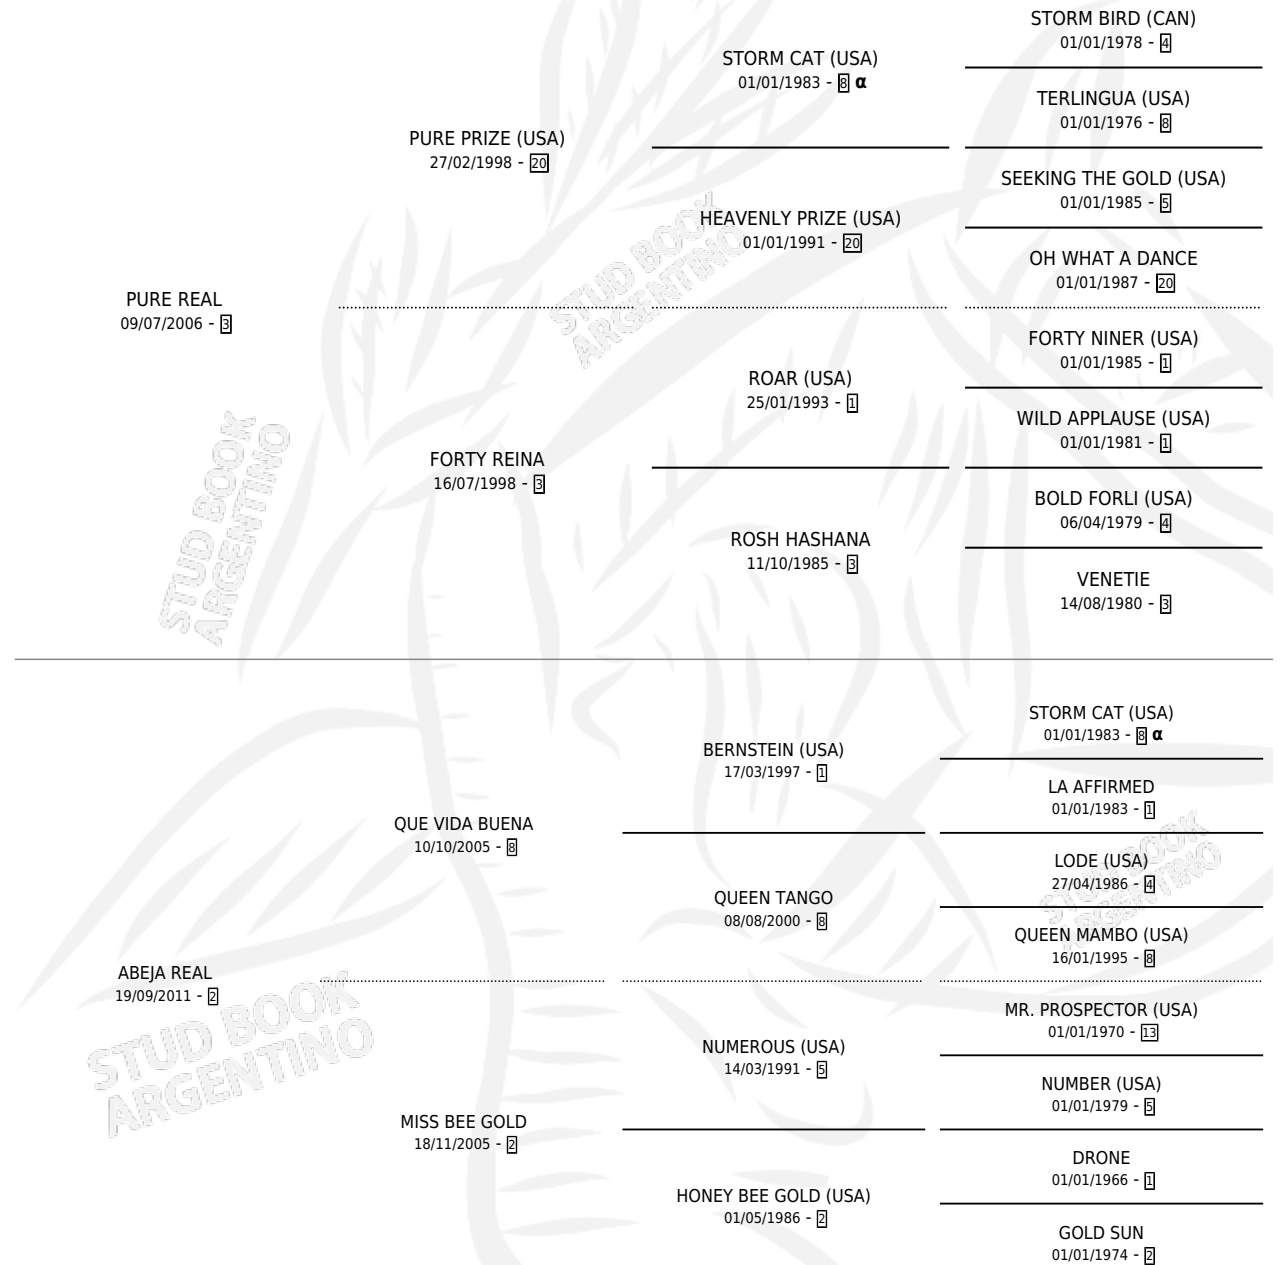 STORM BIRD (CAN)
01/01/1978 - 4
STORM CAT (USA)
01/01/1983 - 8 α
TERLINGUA (USA)
01/01/1976 - 8
PURE PRIZE (USA)
27/02/1998 - 20
SEEKING THE GOLD (USA)
01/01/1985 - 5
HEAVENLY PRIZE (USA)
01/01/1991 - 20
OH WHAT A DANCE
01/01/1987 - 20
PURE REAL
09/07/2006 - 3
FORTY NINER (USA)
01/01/1985 - 1
ROAR (USA)
25/01/1993 - 1
WILD APPLAUSE (USA)
01/01/1981 - 1
FORTY REINA
16/07/1998 - 3
BOLD FORLI (USA)
06/04/1979 - 4
ROSH HASHANA
11/10/1985 - 3
VENETIE
14/08/1980 - 3
STUD BOOK
ARGENTINO
STUD BOOK
ARGENTINO
STORM CAT (USA)
01/01/1983 - 8 α
BERNSTEIN (USA)
17/03/1997 - 1
LA AFFIRMED
01/01/1983 - 1
QUE VIDA BUENA
10/10/2005 - 8
LODE (USA)
27/04/1986 - 4
QUEEN TANGO
08/08/2000 - 8
QUEEN MAMBO (USA)
16/01/1995 - 8
ABEJA REAL
19/09/2011 - 2
MR. PROSPECTOR (USA)
01/01/1970 - 13
NUMEROUS (USA)
14/03/1991 - 5
NUMBER (USA)
01/01/1979 - 5
MISS BEE GOLD
18/11/2005 - 2
DRONE
01/01/1966 - 1
HONEY BEE GOLD (USA)
01/05/1986 - 2
GOLD SUN
01/01/1974 - 2
STUD BOOK
ARGENTINO
STUD BOOK
ARGENTINO